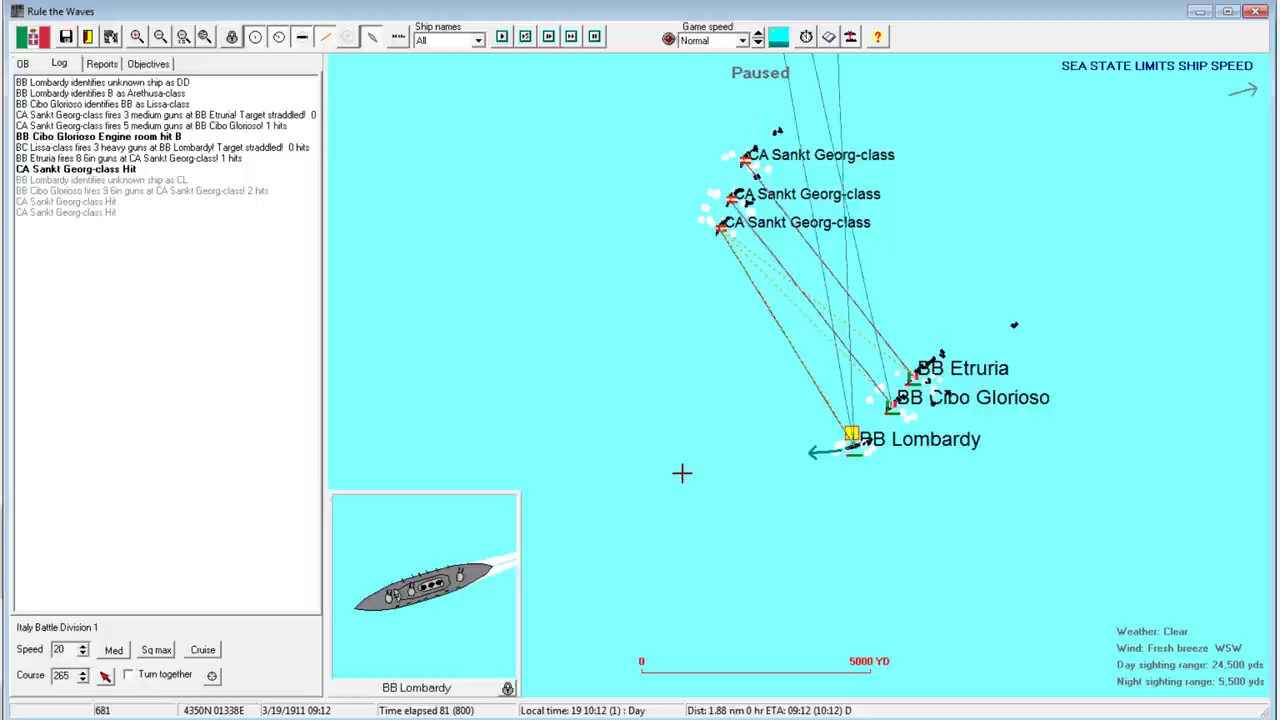 Rule the Waves
Ship names
All
Game speed
Normal
OB
Log
Reports
Objectives
BB Lombardy identifies unknown ship as DD
BB Lombardy identifies B as Arethusa-class
BB Cibo Glorioso identifies BB as Lissa-class
CA Sankt Georg-class fires 3 medium guns at BB Etruria! Target straddled! 0
CA Sankt Georg-class fires 5 medium guns at BB Cibo Glorioso! 1 hits
BB Cibo Glorioso Engine room hit B
BC Lissa-class fires 3 heavy guns at BB Lombardy! Target straddled! 0 hits
BB Etruria fires 8 6in guns at CA Sankt Georg-class! 1 hits
CA Sankt Georg-class Hit
BB Lombardy identifies unknown ship as CL
BB Cibo Glorioso fires 9 6in guns at CA Sankt Georg-class! 2 hits
CA Sankt Georg-class Hit
CA Sankt Georg-class Hit
Paused
SEA STATE LIMITS SHIP SPEED
CA Sankt Georg-class
CA Sankt Georg-class
CA Sankt Georg-class
BB Etruria
BB Cibo Glorioso
BB Lombardy
BB Lombardy
0
5000 YD
Weather: Clear
Wind: Fresh breeze WSW
Day sighting range: 24,500 yds
Night sighting range: 5,500 yds
Italy Battle Division 1
Speed 20 Med Sq max Cruise
Course 265 Turn together
681
4350N 01338E
3/19/1911 09:12
Time elapsed 81 (800)
Local time: 19 10:12 (1) : Day
Dist: 1.88 nm 0 hr ETA: 09:12 (10:12) D